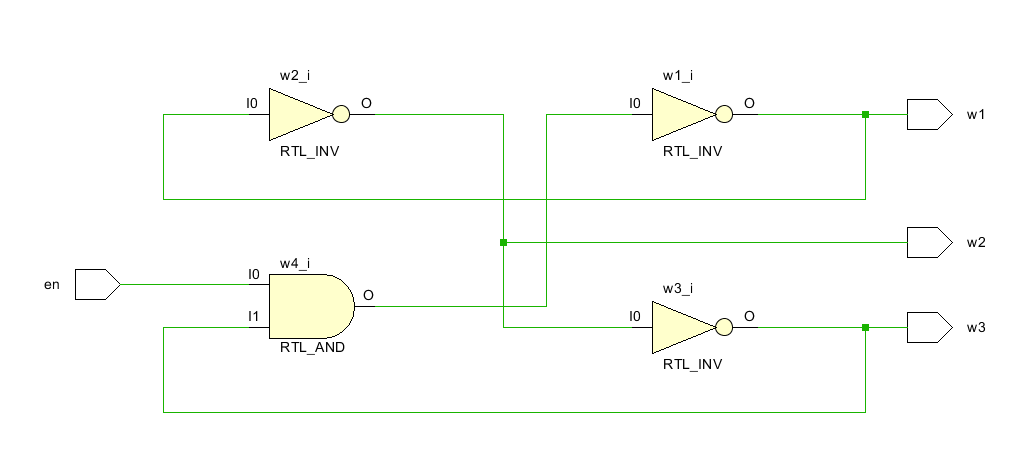 w2_i
w1_i
I0
O
I0
O
w1
RTL_INV
RTL_INV
w2
w4_i
en
I0
w3_i
O
I1
I0
O
w3
RTL_AND
RTL_INV